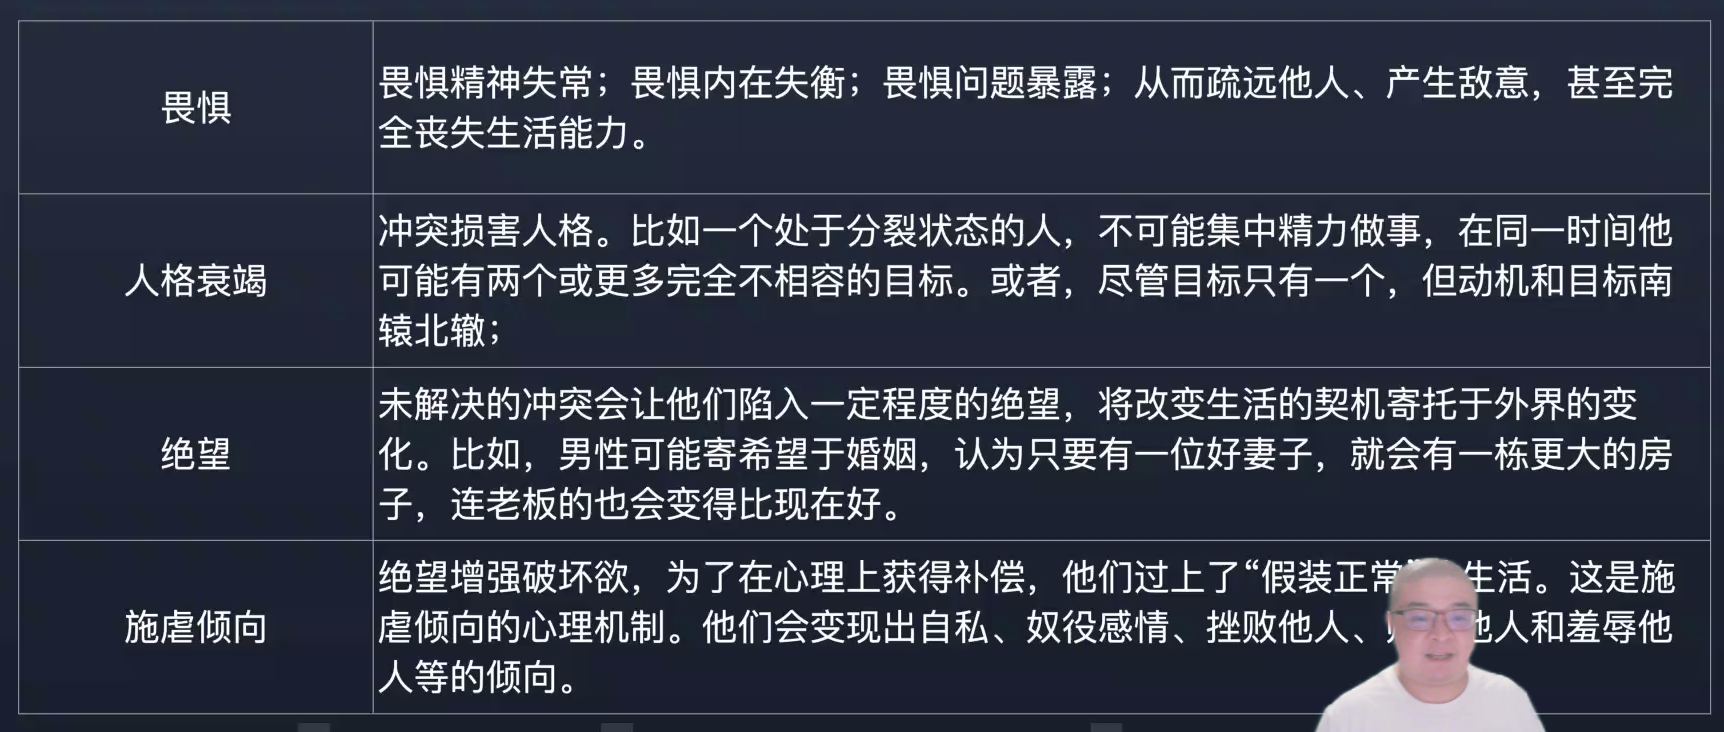 畏惧
畏惧精神失常；畏惧内在失衡；畏惧问题暴露；从而疏远他人、产生敌意，甚至完
全丧失生活能力。
人格衰竭
冲突损害人格。比如一个处于分裂状态的人，不可能集中精力做事，在同一时间他
可能有两个或更多完全不相容的目标。或者，尽管目标只有一个，但动机和目标南
辕北辙；
绝望
未解决的冲突会让他们陷入一定程度的绝望，将改变生活的契机寄托于外界的变
化。比如，男性可能寄希望于婚姻，认为只要有一位好妻子，就会有一栋更大的房
子，连老板的也会变得比现在好。
施虐倾向
绝望增强破坏欲，为了在心理上获得补偿，他们过上了“假装正常”生活。这是施
虐倾向的心理机制。他们会变现出自私、奴役感情、挫败他人、他人和羞辱他
人等的倾向。